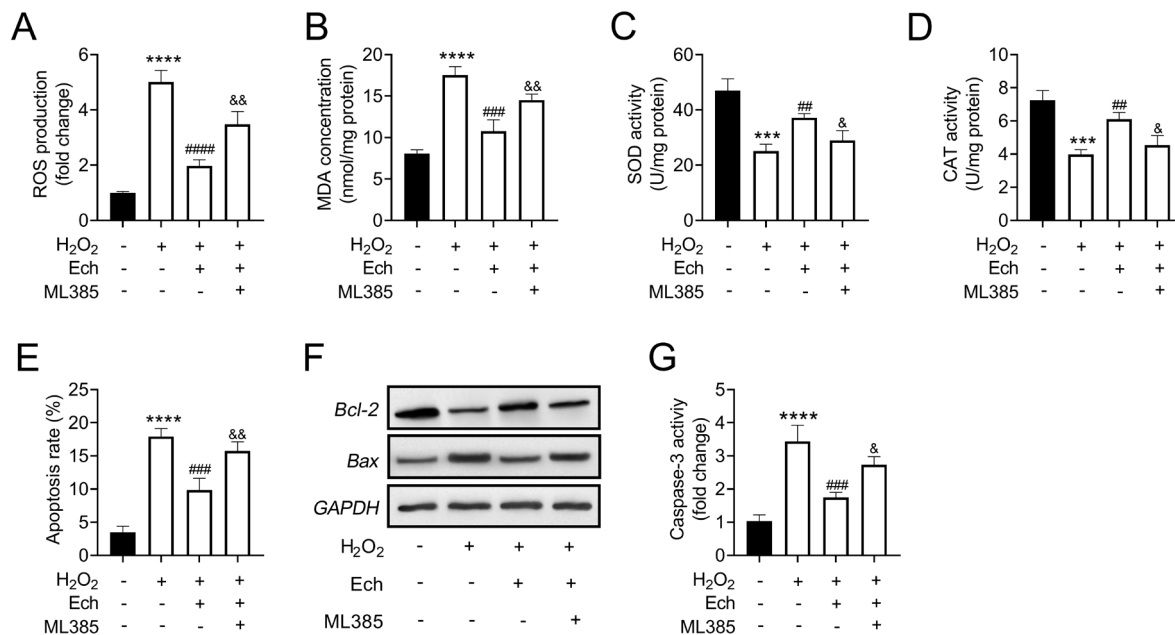 A
ROS production
(fold change)
6
4
2
0
****
####
&&
H₂O₂ - + + +
Ech - - + +
ML385 - - - +
B
MDA concentration
(nmol/mg protein)
20
15
10
5
0
****
###
&&
H₂O₂ - + + +
Ech - - + +
ML385 - - - +
C
SOD activity
(U/mg protein)
60
40
20
0
***
##
&
H₂O₂ - + + +
Ech - - + +
ML385 - - - +
D
CAT activity
(U/mg protein)
10
8
6
4
2
0
***
##
&
H₂O₂ - + + +
Ech - - + +
ML385 - - - +
E
Apoptosis rate (%)
25
20
15
10
5
0
****
###
&&
H₂O₂ - + + +
Ech - - + +
ML385 - - - +
F
Bcl-2
Bax
GAPDH
H₂O₂ - + + +
Ech - - + +
ML385 - - - +
G
Caspase-3 activiy
(fold change)
5
4
3
2
1
0
****
###
&
H₂O₂ - + + +
Ech - - + +
ML385 - - - +